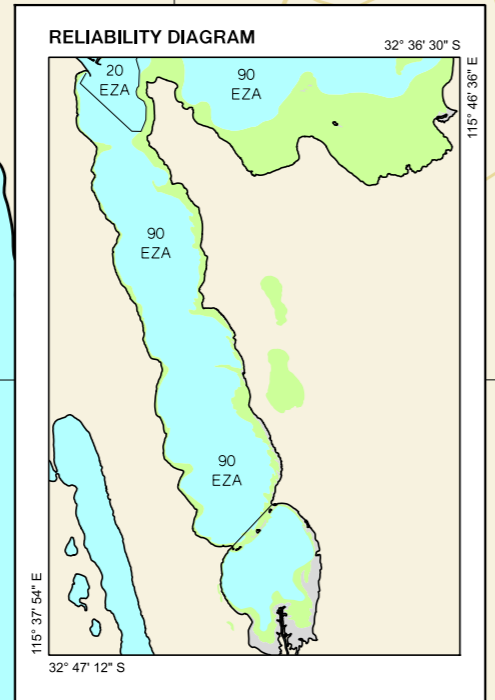 RELIABILITY DIAGRAM
32° 36' 30" S
115° 46' 36" E
20
EZA
90
EZA
90
EZA
90
EZA
115° 37' 54" E
32° 47' 12" S